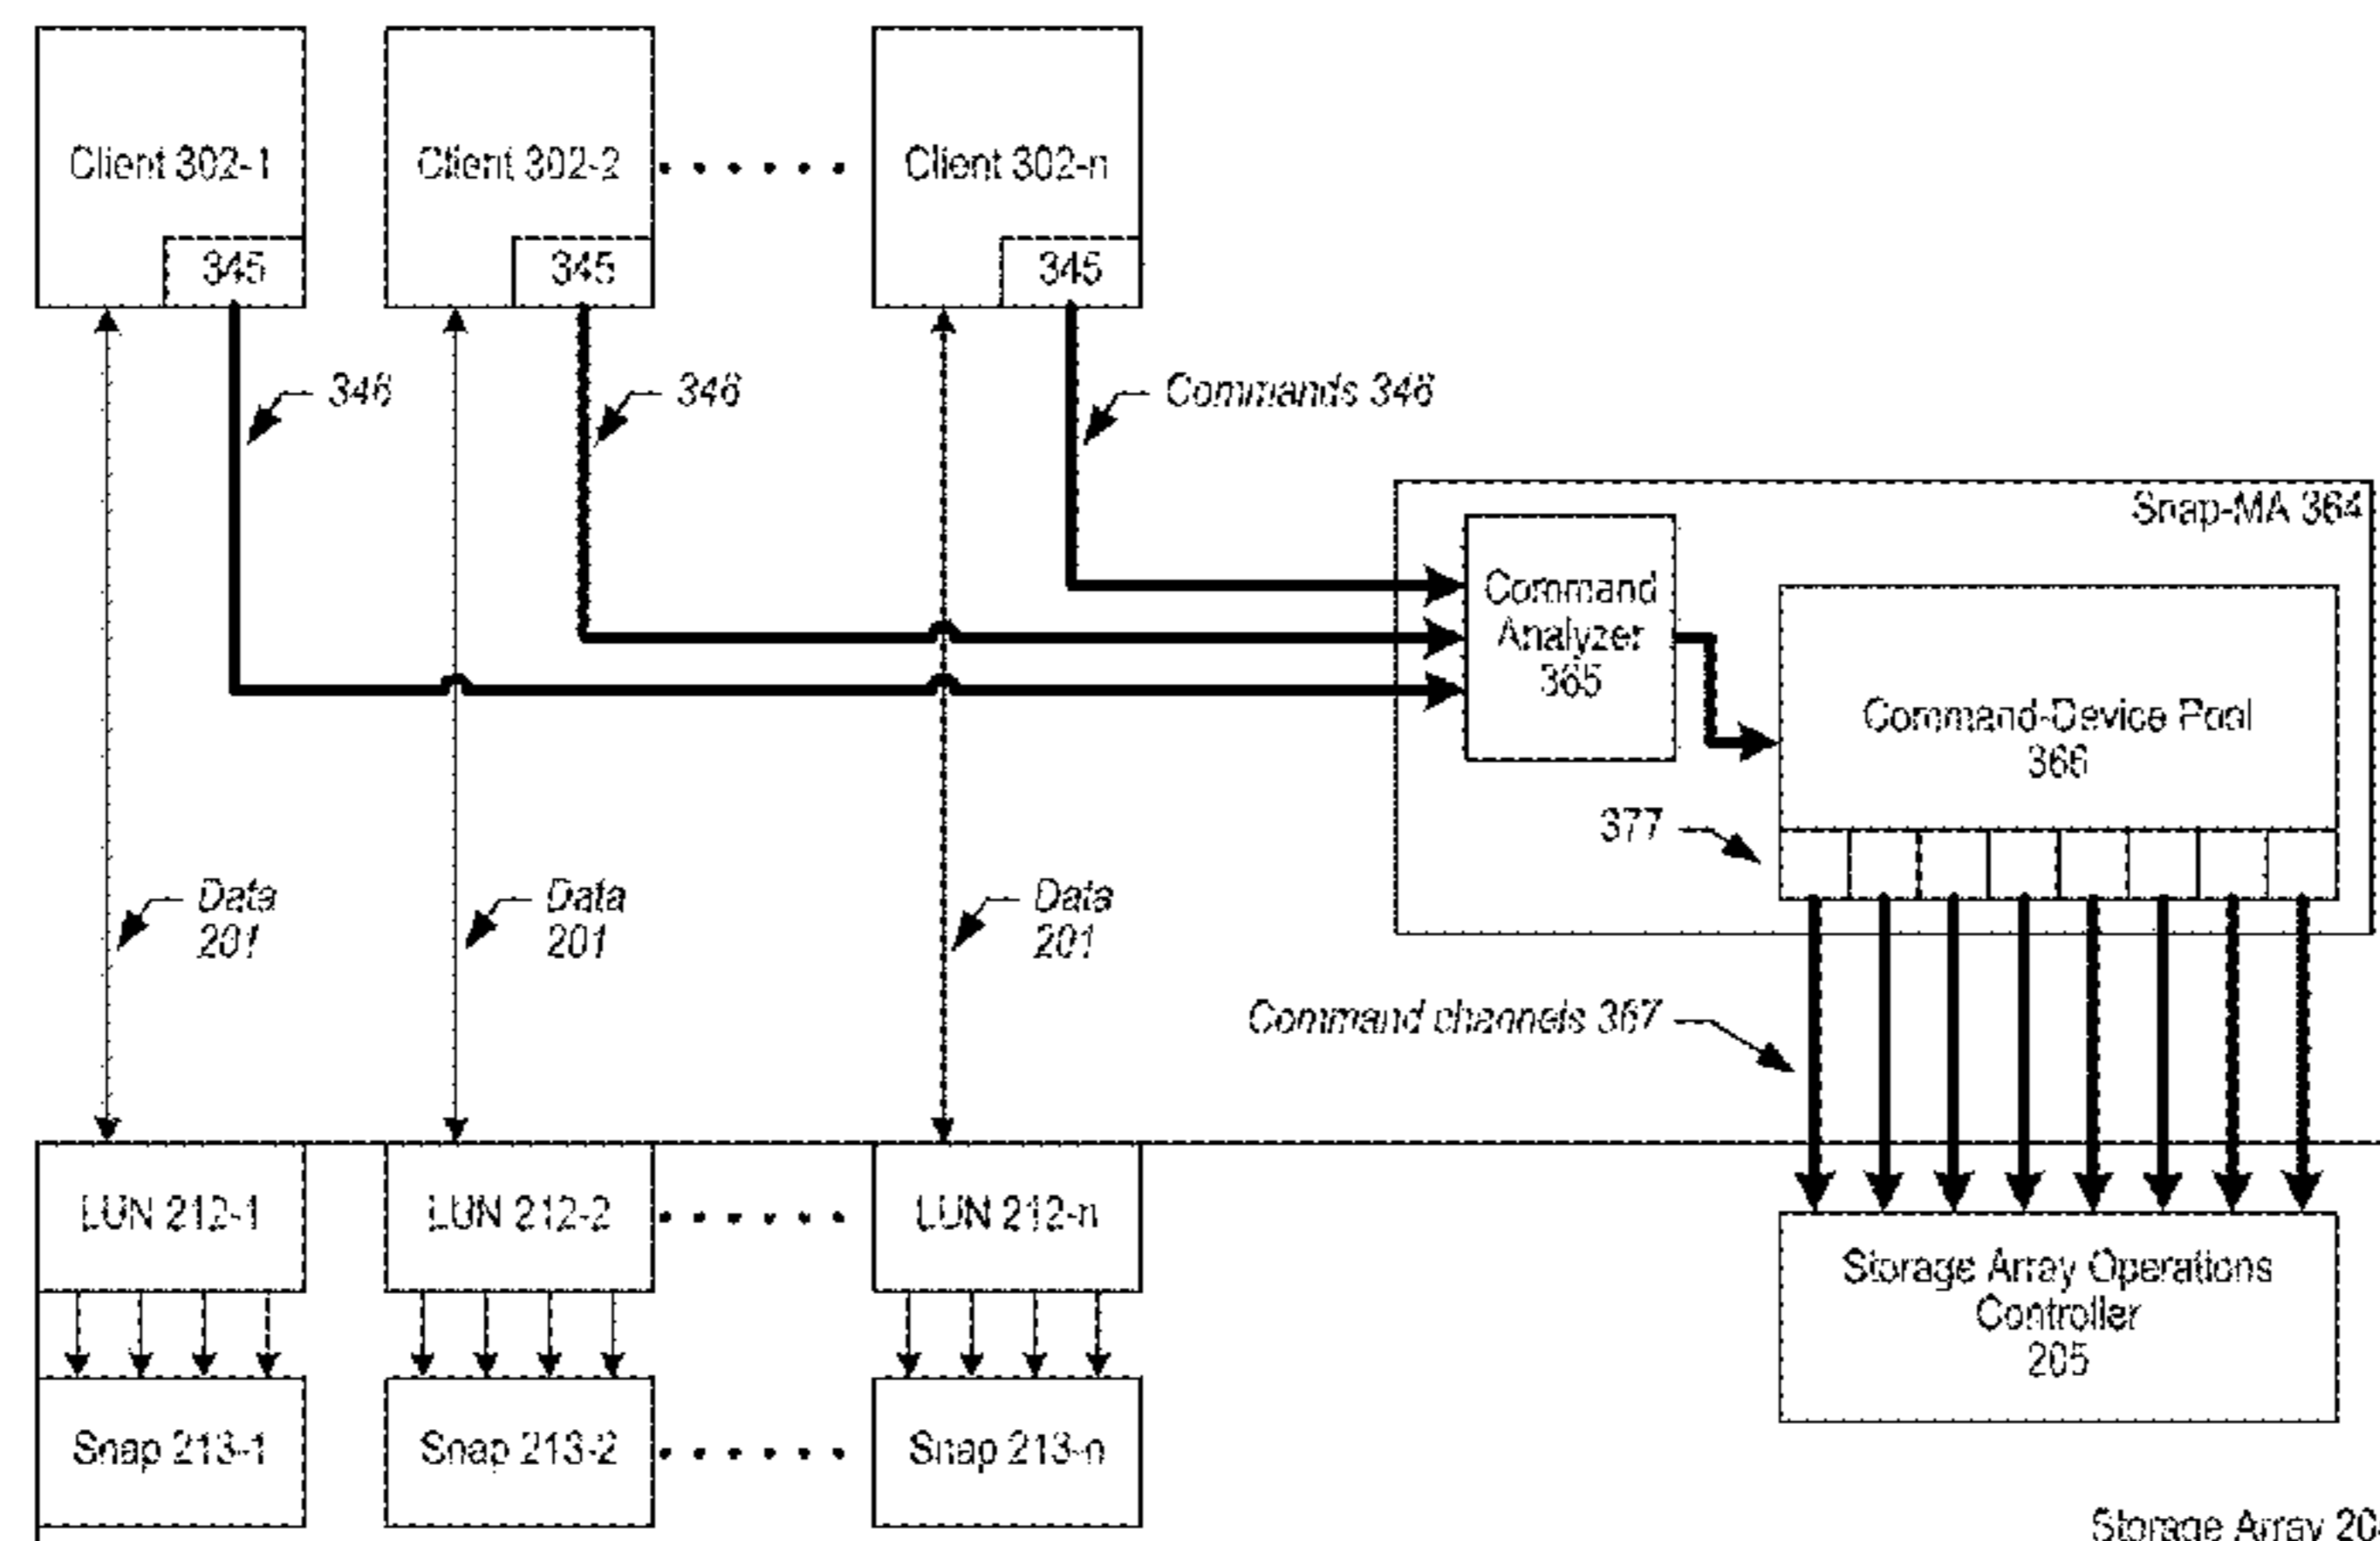 Client 302-1
Client 302-2
Client 302-n
345
345
345
346
346
Commands 346
Snap-MA 364
Command
Analyzer
365
Command-Device Pool
366
377
Data
201
Data
201
Data
201
Command channels 367
LUN 212-1
LUN 212-2
LUN 212-n
Storage Array Operations
Controller
205
Snap 213-1
Snap 213-2
Snap 213-n
Storage Array